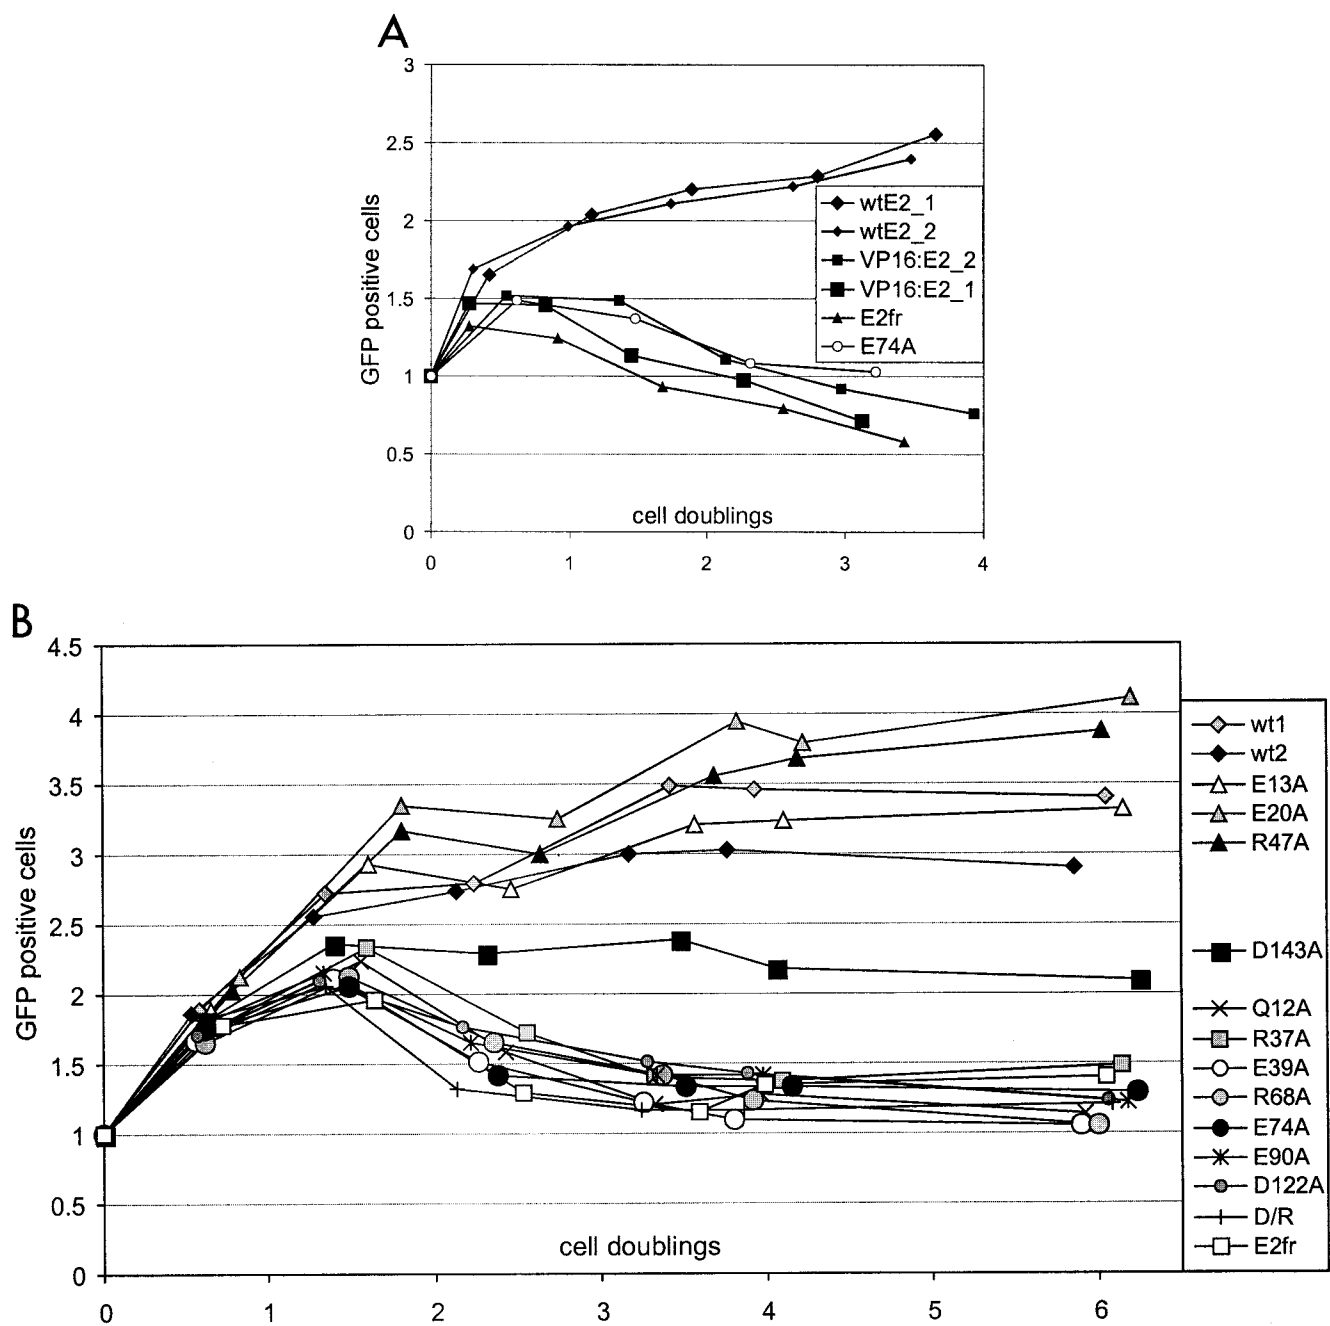 A
3
2.5
2
1.5
1
0.5
0
GFP positive cells
wtE2_1
wtE2_2
VP16:E2_2
VP16:E2_1
E2fr
E74A
cell doublings
0 1 2 3 4
B
4.5
4
3.5
3
2.5
2
1.5
1
0.5
0
GFP positive cells
wt1
wt2
E13A
E20A
R47A
D143A
Q12A
R37A
E39A
R68A
E74A
E90A
D122A
D/R
E2fr
cell doublings
0 1 2 3 4 5 6